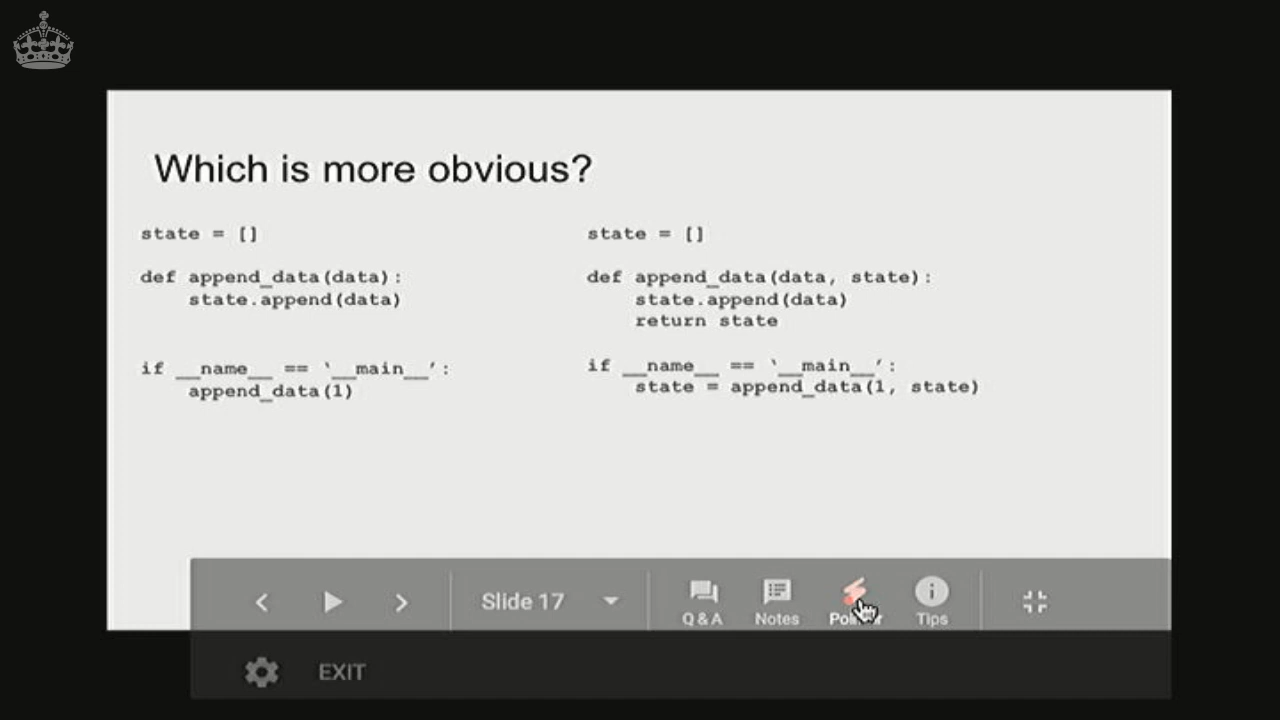 Which is more obvious?
state = []
def append_data(data):
    state.append(data)
if __name__ == `__main__′:
    append_data(1)
state = []
def append_data(data, state):
    state.append(data)
    return state
if __name__ == `__main__′:
    state = append_data(1, state)
Slide 17
Q & A
Notes
Tips
EXIT